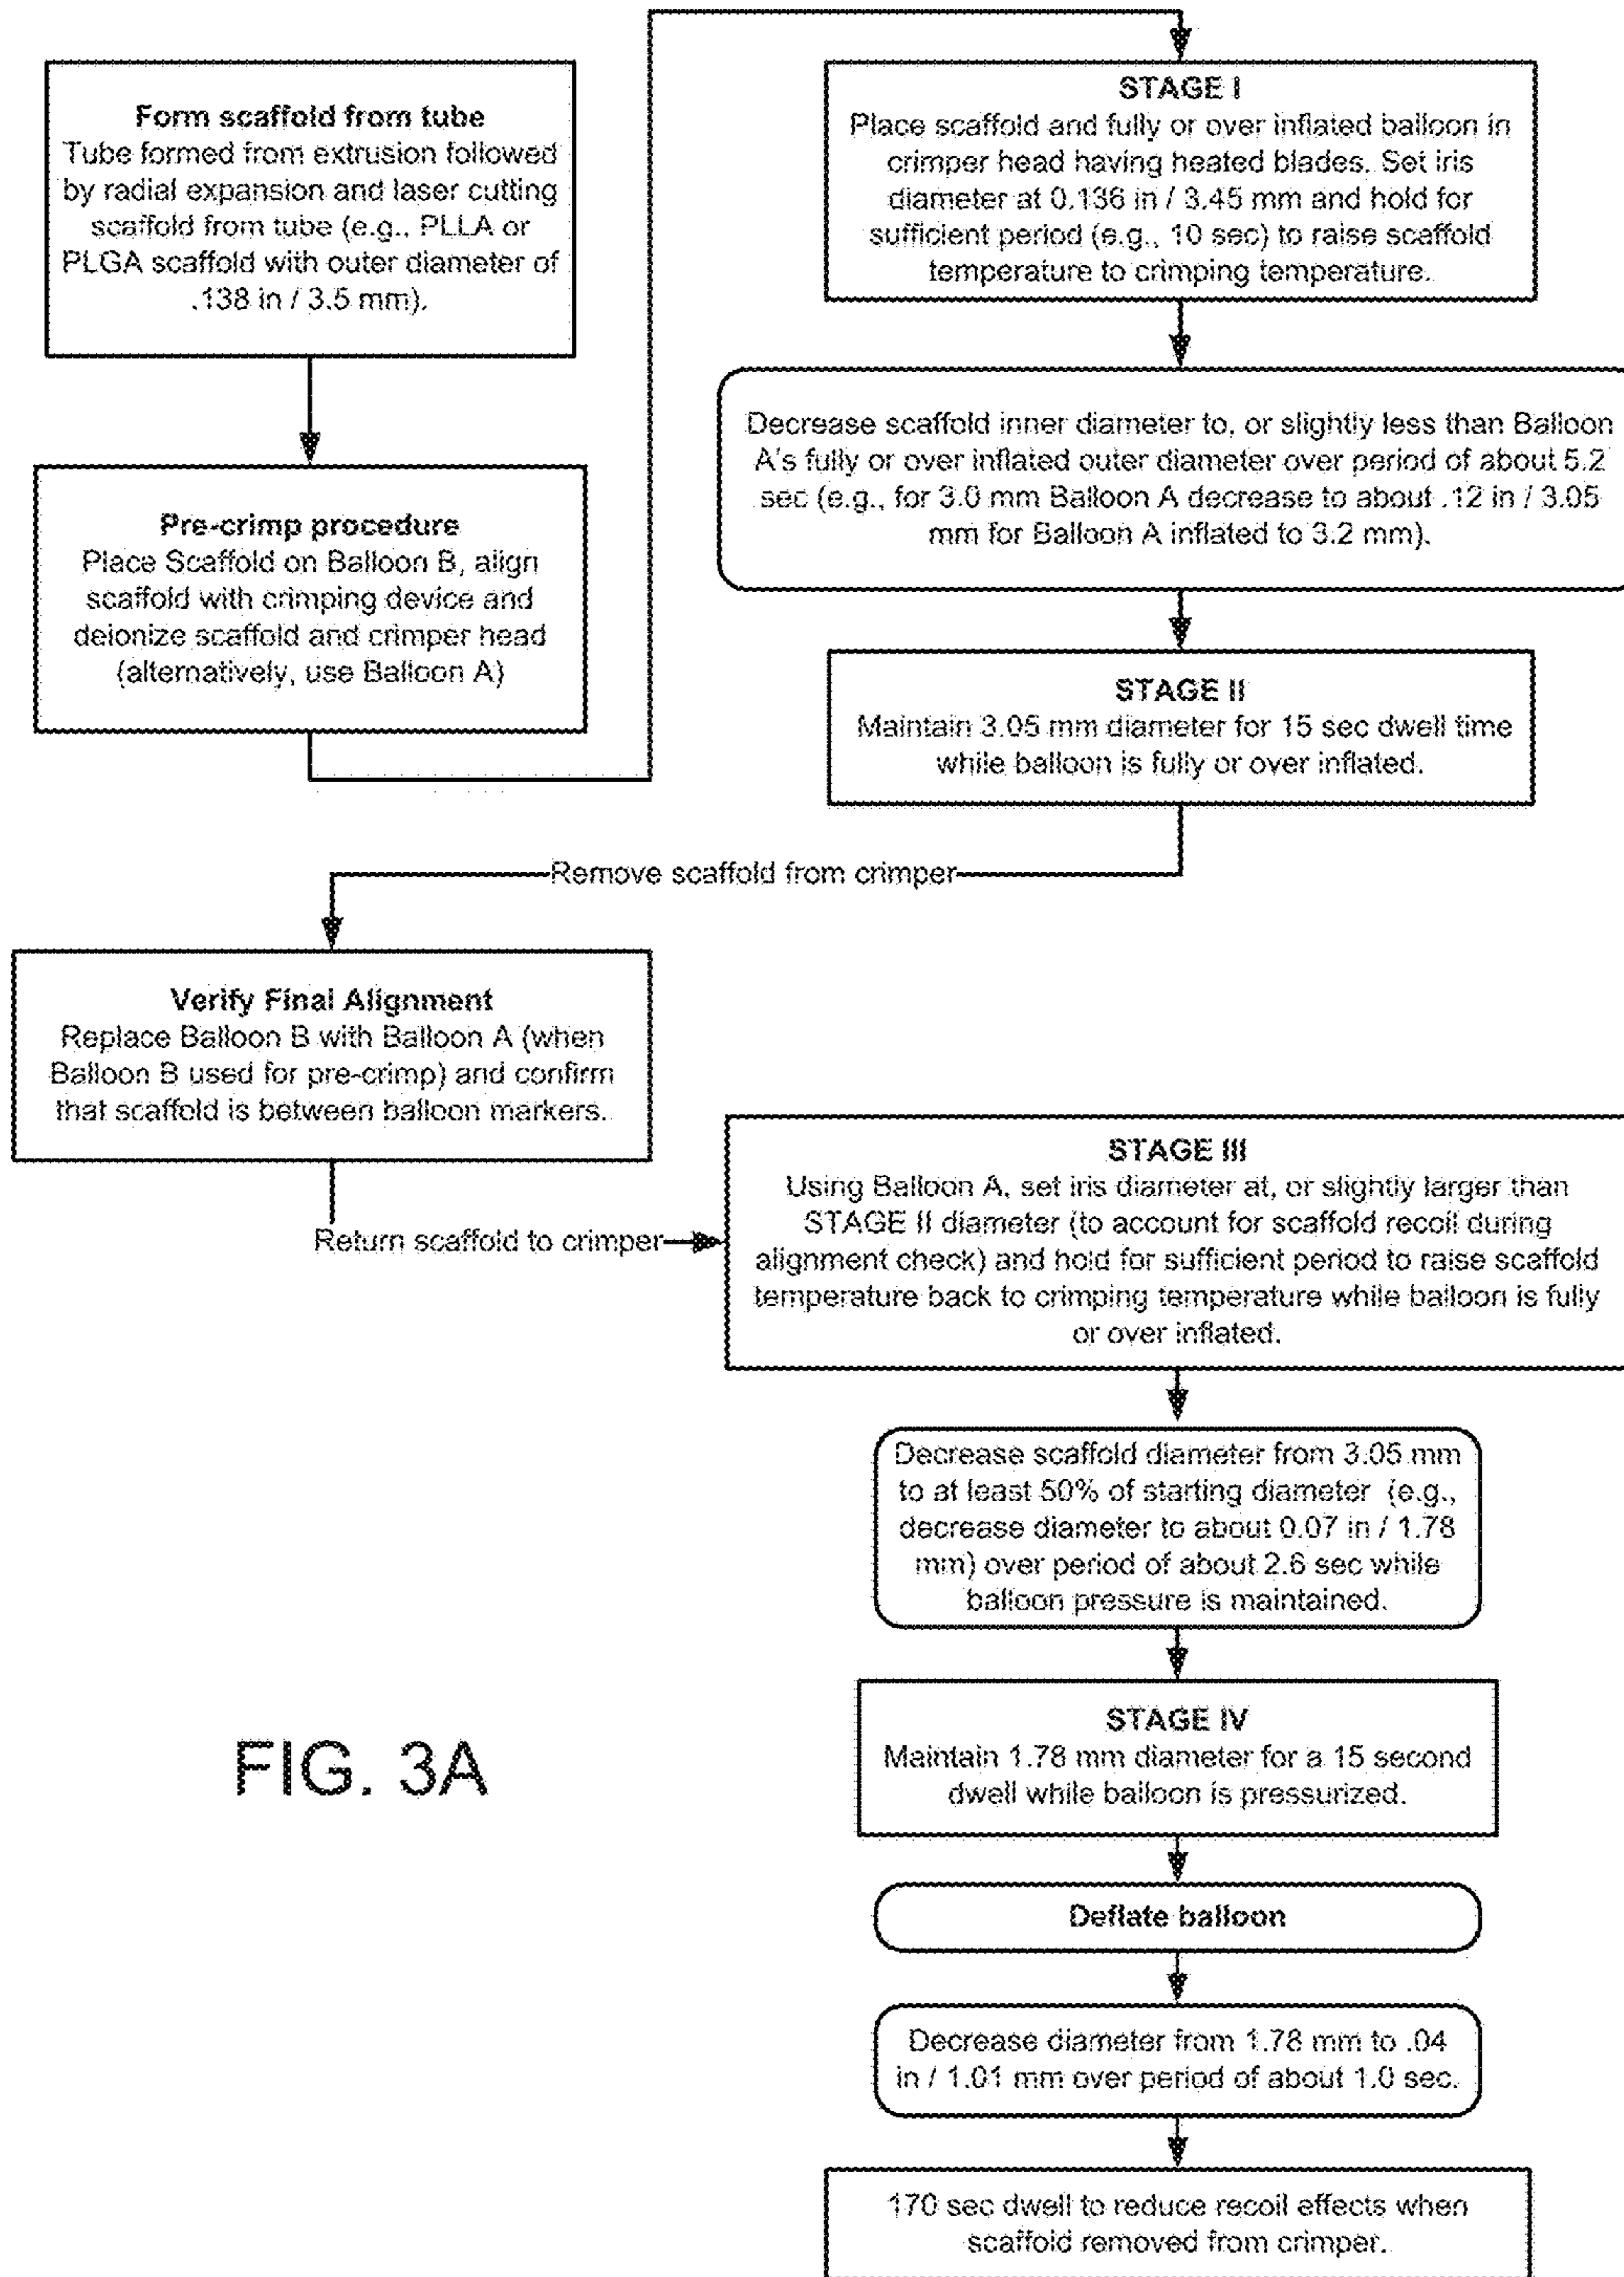 Form scaffold from tube
Tube formed from extrusion followed
by radial expansion and laser cutting
scaffold from tube (e.g., PLLA or
PLGA scaffold with outer diameter of
.138 in / 3.5 mm).
Pre-crimp procedure
Place Scaffold on Balloon B, align
scaffold with crimping device and
deionize scaffold and crimper head
(alternatively, use Balloon A)
STAGE I
Place scaffold and fully or over inflated balloon in
crimper head having heated blades. Set iris
diameter at 0.136 in / 3.45 mm and hold for
sufficient period (e.g., 10 sec) to raise scaffold
temperature to crimping temperature.
Decrease scaffold inner diameter to, or slightly less than Balloon
A's fully or over inflated outer diameter over period of about 5.2
sec (e.g., for 3.0 mm Balloon A decrease to about .12 in / 3.05
mm for Balloon A inflated to 3.2 mm).
STAGE II
Maintain 3.05 mm diameter for 15 sec dwell time
while balloon is fully or over inflated.
Remove scaffold from crimper
Verify Final Alignment
Replace Balloon B with Balloon A (when
Balloon B used for pre-crimp) and confirm
that scaffold is between balloon markers.
Return scaffold to crimper
STAGE III
Using Balloon A, set iris diameter at, or slightly larger than
STAGE II diameter (to account for scaffold recoil during
alignment check) and hold for sufficient period to raise scaffold
temperature back to crimping temperature while balloon is fully
or over inflated.
Decrease scaffold diameter from 3.05 mm
to at least 50% of starting diameter (e.g.,
decrease diameter to about 0.07 in / 1.78
mm) over period of about 2.6 sec while
balloon pressure is maintained.
STAGE IV
Maintain 1.78 mm diameter for a 15 second
dwell while balloon is pressurized.
Deflate balloon
Decrease diameter from 1.78 mm to .04
in / 1.01 mm over period of about 1.0 sec.
170 sec dwell to reduce recoil effects when
scaffold removed from crimper.
FIG. 3A